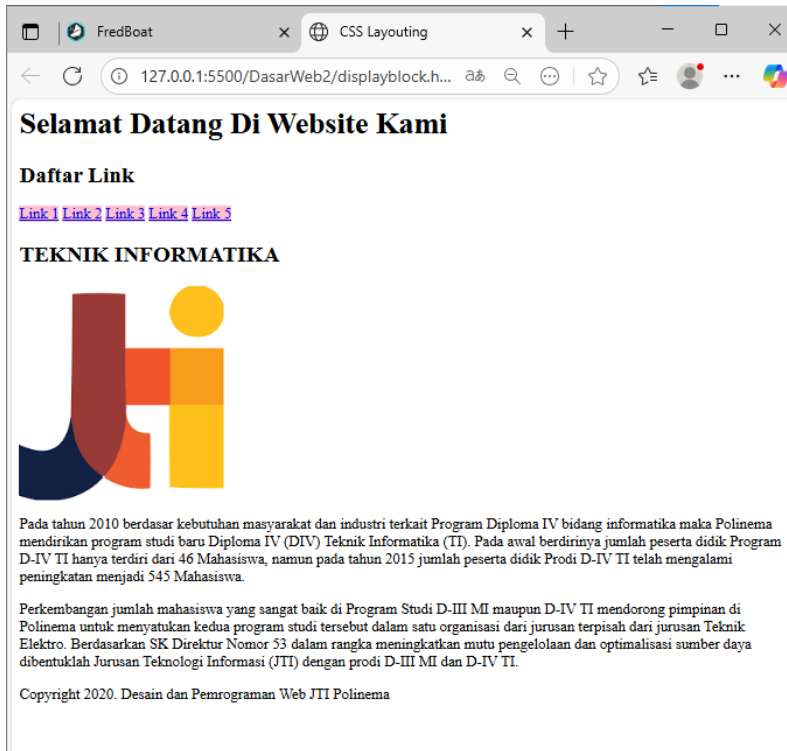 FredBoat
CSS Layouting
127.0.0.1:5500/DasarWeb2/displayblock.h...
Selamat Datang Di Website Kami
Daftar Link
Link 1 Link 2 Link 3 Link 4 Link 5
TEKNIK INFORMATIKA
Jti
Pada tahun 2010 berdasar kebutuhan masyarakat dan industri terkait Program Diploma IV bidang informatika maka Polinema
mendirikan program studi baru Diploma IV (DIV) Teknik Informatika (TI). Pada awal berdirinya jumlah peserta didik Program
D-IV TI hanya terdiri dari 46 Mahasiswa, namun pada tahun 2015 jumlah peserta didik Prodi D-IV TI telah mengalami
peningkatan menjadi 545 Mahasiswa.
Perkembangan jumlah mahasiswa yang sangat baik di Program Studi D-III MI maupun D-IV TI mendorong pimpinan di
Polinema untuk menyatukan kedua program studi tersebut dalam satu organisasi dari jurusan terpisah dari jurusan Teknik
Elektro. Berdasarkan SK Direktur Nomor 53 dalam rangka meningkatkan mutu pengelolaan dan optimalisasi sumber daya
dibentuklah Jurusan Teknologi Informasi (JTI) dengan prodi D-III MI dan D-IV TI.
Copyright 2020. Desain dan Pemrograman Web JTI Polinema